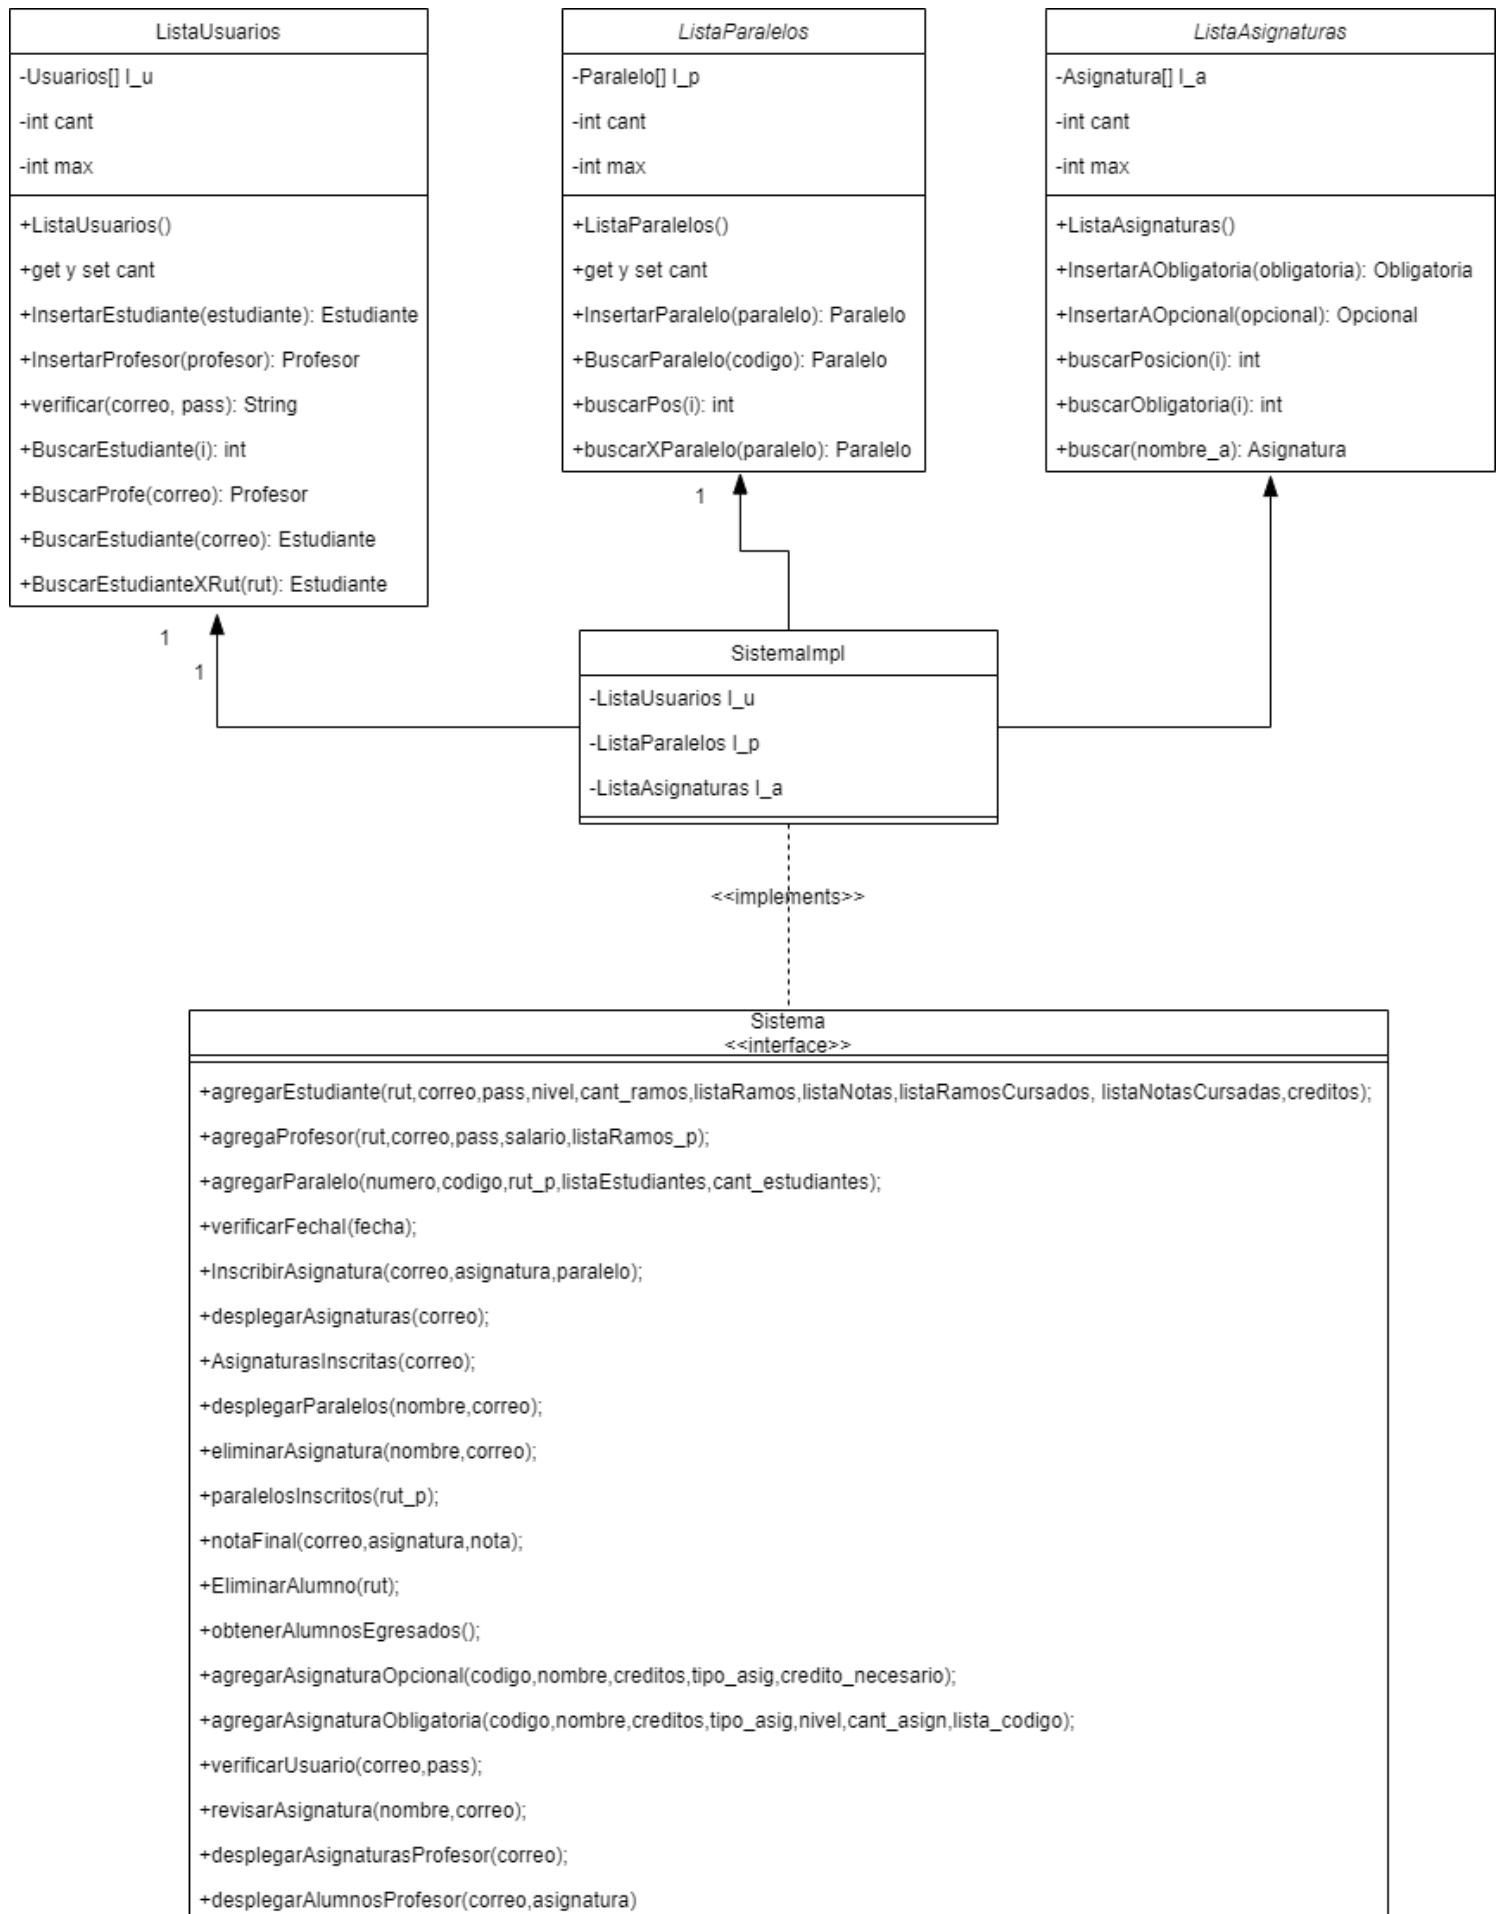 ListaUsuarios
-Usuarios[] l_u
-int cant
-int max
+ListaUsuarios()
+get y set cant
+InsertarEstudiante(estudiante): Estudiante
+InsertarProfesor(profesor): Profesor
+verificar(correo, pass): String
+BuscarEstudiante(i): int
+BuscarProfe(correo): Profesor
+BuscarEstudiante(correo): Estudiante
+BuscarEstudianteXRut(rut): Estudiante
ListaParalelos
-Paralelo[] l_p
-int cant
-int max
+ListaParalelos()
+get y set cant
+InsertarParalelo(paralelo): Paralelo
+BuscarParalelo(codigo): Paralelo
+buscarPos(i): int
+buscarXParalelo(paralelo): Paralelo
ListaAsignaturas
-Asignatura[] l_a
-int cant
-int max
+ListaAsignaturas()
+InsertarAObligatoria(obligatoria): Obligatoria
+InsertarAOpcional(opcional): Opcional
+buscarPosicion(i): int
+buscarObligatoria(i): int
+buscar(nombre_a): Asignatura
1
1
1
SistemaImpl
-ListaUsuarios l_u
-ListaParalelos l_p
-ListaAsignaturas l_a
<<implements>>
Sistema
<<interface>>
+agregarEstudiante(rut,correo,pass,nivel,cant_ramos,listaRamos,listaNotas,listaRamosCursados, listaNotasCursadas,creditos);
+agregaProfesor(rut,correo,pass,salario,listaRamos_p);
+agregarParalelo(numero,codigo,rut_p,listaEstudiantes,cant_estudiantes);
+verificarFechaI(fecha);
+InscribirAsignatura(correo,asignatura,paralelo);
+desplegarAsignaturas(correo);
+AsignaturasInscritas(correo);
+desplegarParalelos(nombre,correo);
+eliminarAsignatura(nombre,correo);
+paralelosInscritos(rut_p);
+notaFinal(correo,asignatura,nota);
+EliminarAlumno(rut);
+obtenerAlumnosEgresados();
+agregarAsignaturaOpcional(codigo,nombre,creditos,tipo_asig,credito_necesario);
+agregarAsignaturaObligatoria(codigo,nombre,creditos,tipo_asig,nivel,cant_asign,lista_codigo);
+verificarUsuario(correo,pass);
+revisarAsignatura(nombre,correo);
+desplegarAsignaturasProfesor(correo);
+desplegarAlumnosProfesor(correo,asignatura)